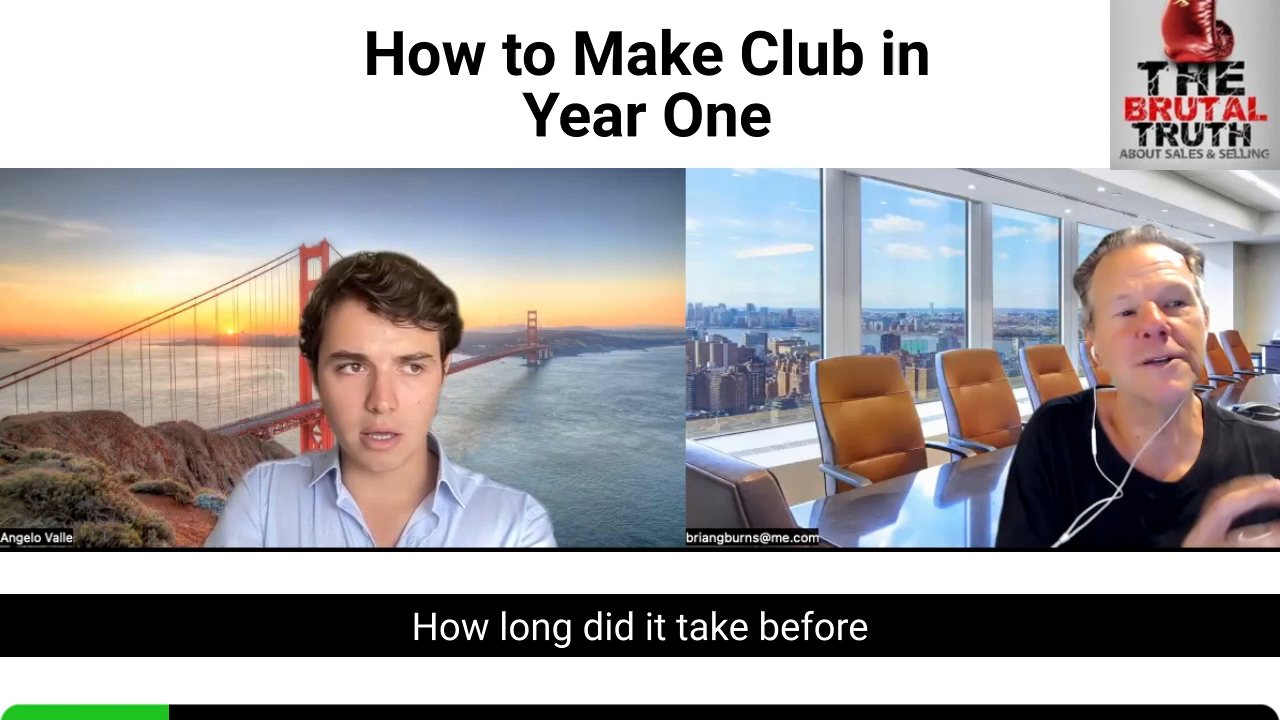 How to Make Club in
Year One
THE
BRUTAL
TRUTH
ABOUT SALES & SELLING
Angelo Valle
briangburns@me.com
How long did it take before